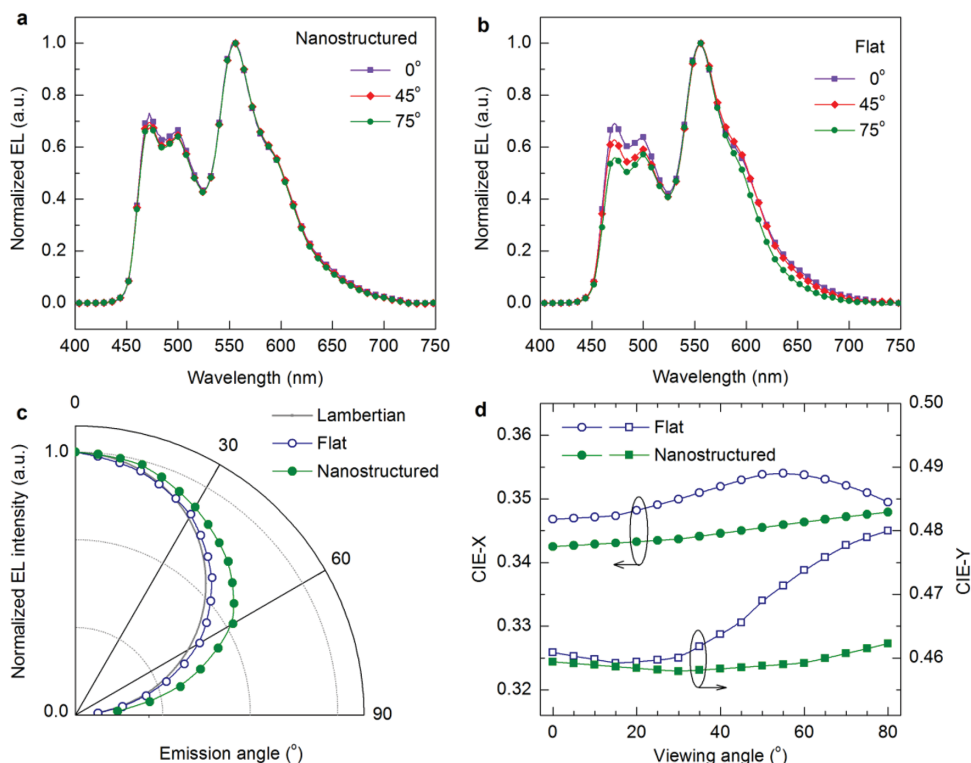 a
Nanostructured
0°
45°
75°
Normalized EL (a.u.)
1.0
0.8
0.6
0.4
0.2
0.0
400 450 500 550 600 650 700 750
Wavelength (nm)
b
Flat
0°
45°
75°
Normalized EL (a.u.)
1.0
0.8
0.6
0.4
0.2
0.0
400 450 500 550 600 650 700 750
Wavelength (nm)
c
0
Lambertian
Flat
Nanostructured
30
60
90
Normalized EL intensity (a.u.)
1.0
0.0
Emission angle (°)
d
Flat
Nanostructured
CIE-X
0.36
0.35
0.34
0.33
0.32
CIE-Y
0.50
0.49
0.48
0.47
0.46
0 20 40 60 80
Viewing angle (°)